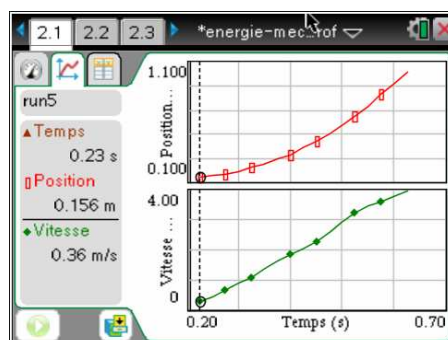 2.1 2.2 2.3 *energie-mec…rof
run5
Temps
0.23 s
Position
0.156 m
Vitesse
0.36 m/s
1.100
Position...
0.100
4.00
Vitesse ...
0
0.20 Temps (s) 0.70